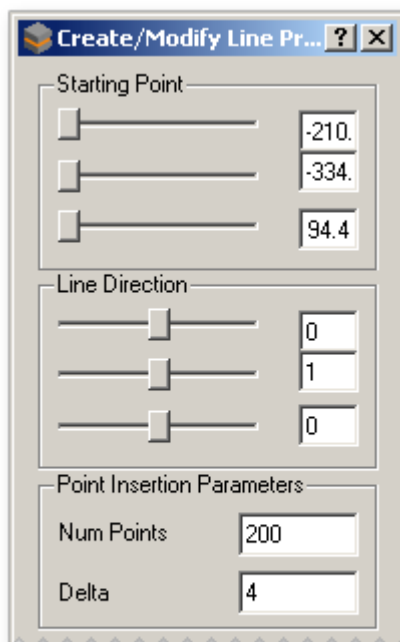 Create/Modify Line Pr...
Starting Point
-210.
-334.
94.4
Line Direction
0
1
0
Point Insertion Parameters
Num Points 200
Delta 4